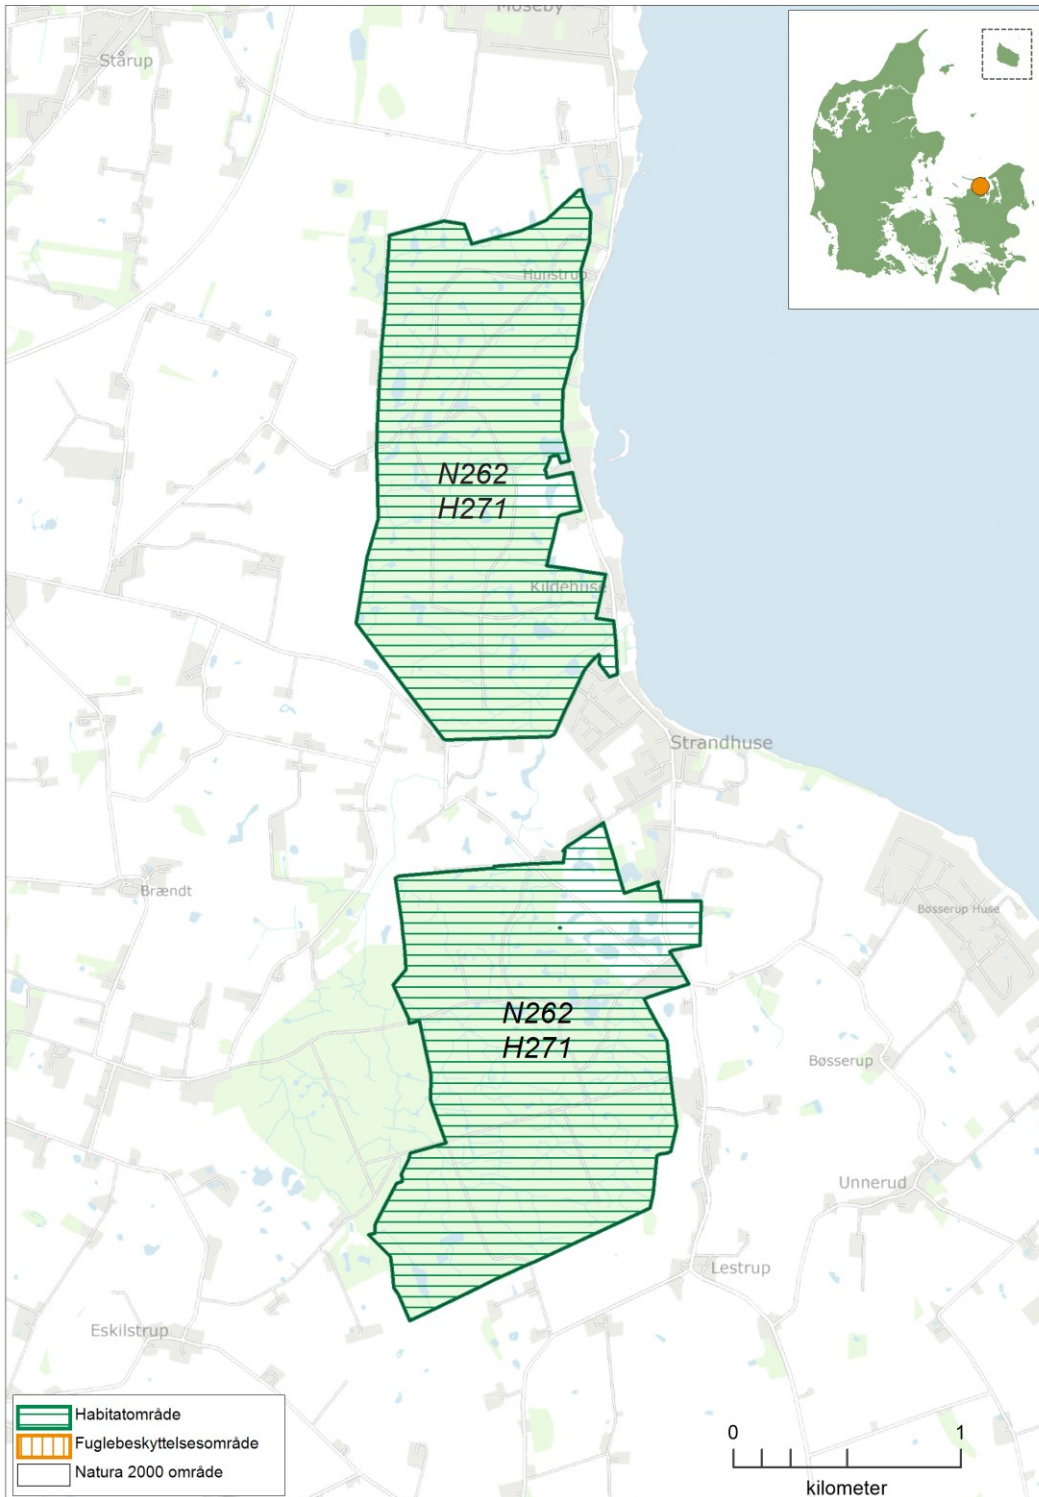 Moseby
Stårup
Hunstrup
N262
H271
Kildehuse
Strandhuse
Brændt
Bøsserup Huse
N262
H271
Bøsserup
Unnerud
Lestrup
Eskilstrup
Habitatområde
Fuglebeskyttelsesområde
Natura 2000 område
0 1
kilometer